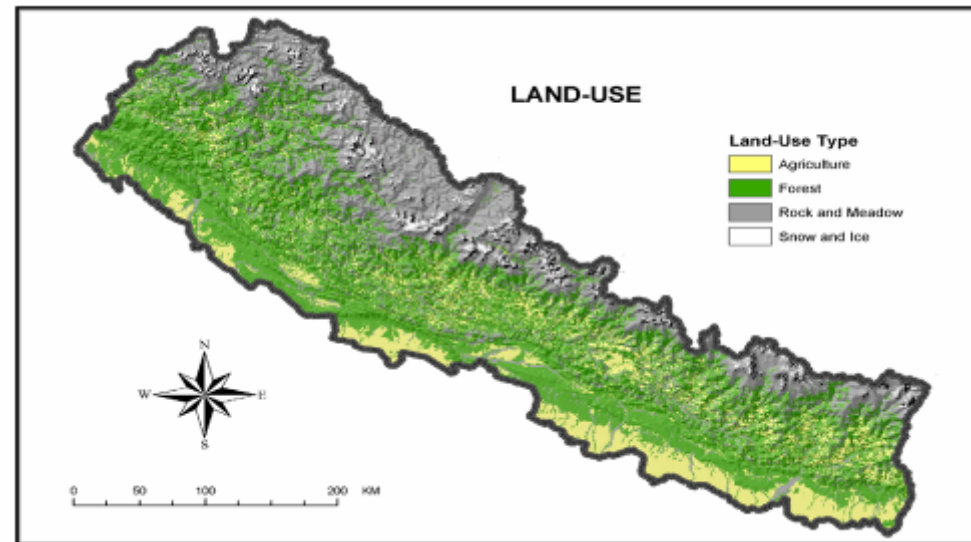 LAND-USE
Land-Use Type
Agriculture
Forest
Rock and Meadow
Snow and Ice
N
W E
S
0 50 100 200 KM